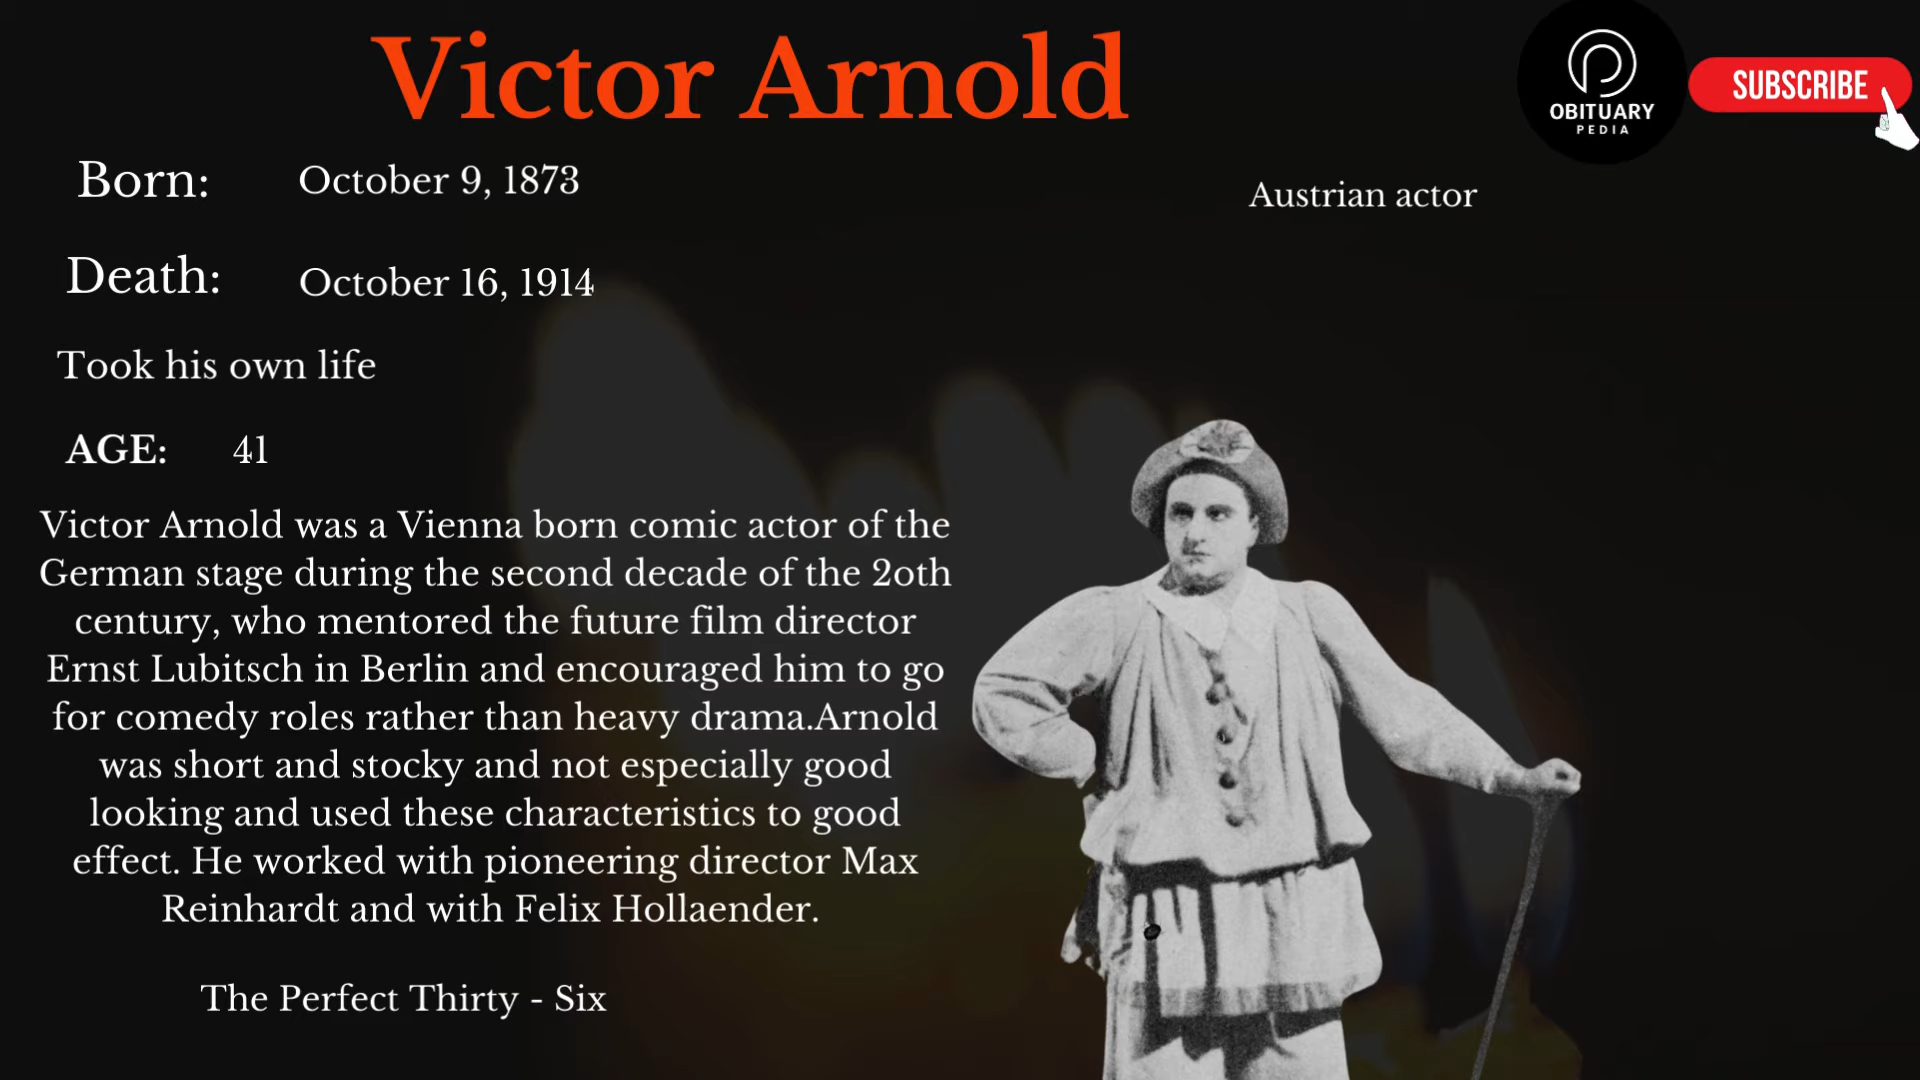 Victor Arnold
OBITUARY
PEDIA
SUBSCRIBE
Born: October 9, 1873
Austrian actor
Death: October 16, 1914
Took his own life
AGE: 41
Victor Arnold was a Vienna born comic actor of the
German stage during the second decade of the 2oth
century, who mentored the future film director
Ernst Lubitsch in Berlin and encouraged him to go
for comedy roles rather than heavy drama.Arnold
was short and stocky and not especially good
looking and used these characteristics to good
effect. He worked with pioneering director Max
Reinhardt and with Felix Hollaender.
The Perfect Thirty - Six